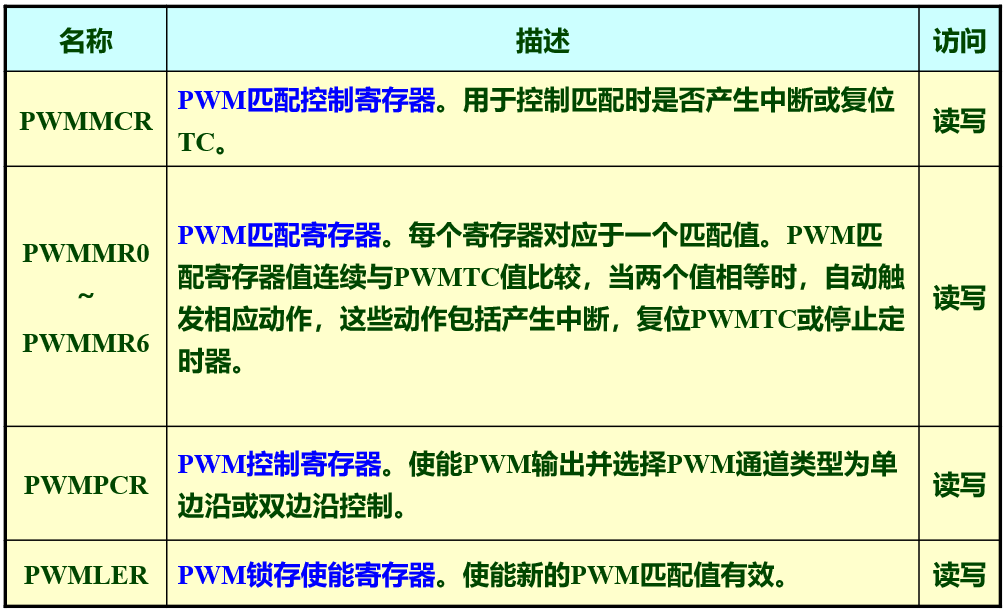 名称
描述
访问
PWMMCR
PWM匹配控制寄存器。用于控制匹配时是否产生中断或复位
TC。
读写
PWMMR0
~
PWMMR6
PWM匹配寄存器。每个寄存器对应于一个匹配值。PWM匹
配寄存器值连续与PWMTC值比较，当两个值相等时，自动触
发相应动作，这些动作包括产生中断，复位PWMTC或停止定
时器。
读写
PWMPCR
PWM控制寄存器。使能PWM输出并选择PWM通道类型为单
边沿或双边沿控制。
读写
PWMLER
PWM锁存使能寄存器。使能新的PWM匹配值有效。
读写